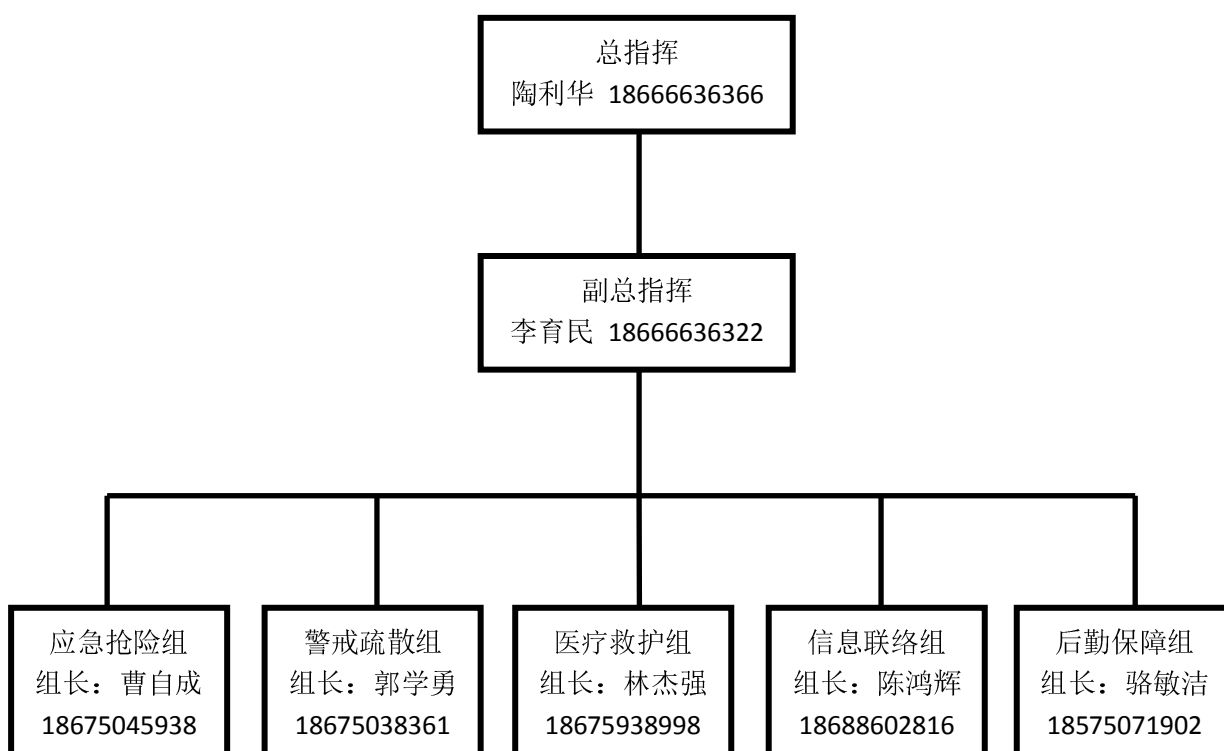 总指挥
陶利华 18666636366
副总指挥
李育民 18666636322
应急抢险组
组长：曹自成
18675045938
警戒疏散组
组长：郭学勇
18675038361
医疗救护组
组长：林杰强
18675938998
信息联络组
组长：陈鸿辉
18688602816
后勤保障组
组长：骆敏洁
18575071902